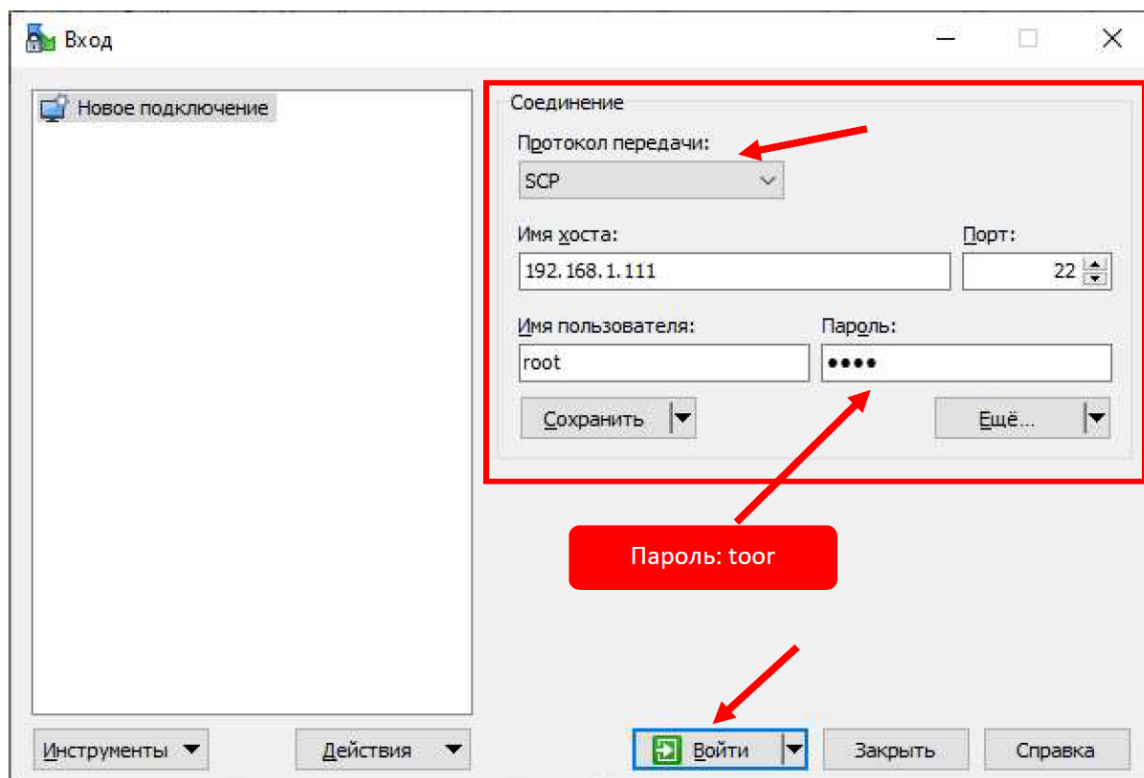 Вход
Новое подключение
Соединение
Протокол передачи:
SCP
Имя хоста:
Порт:
192.168.1.111
22
Имя пользователя:
Пароль:
root
••••
Сохранить
Ещё...
Пароль: toor
Инструменты
Действия
Войти
Закрыть
Справка